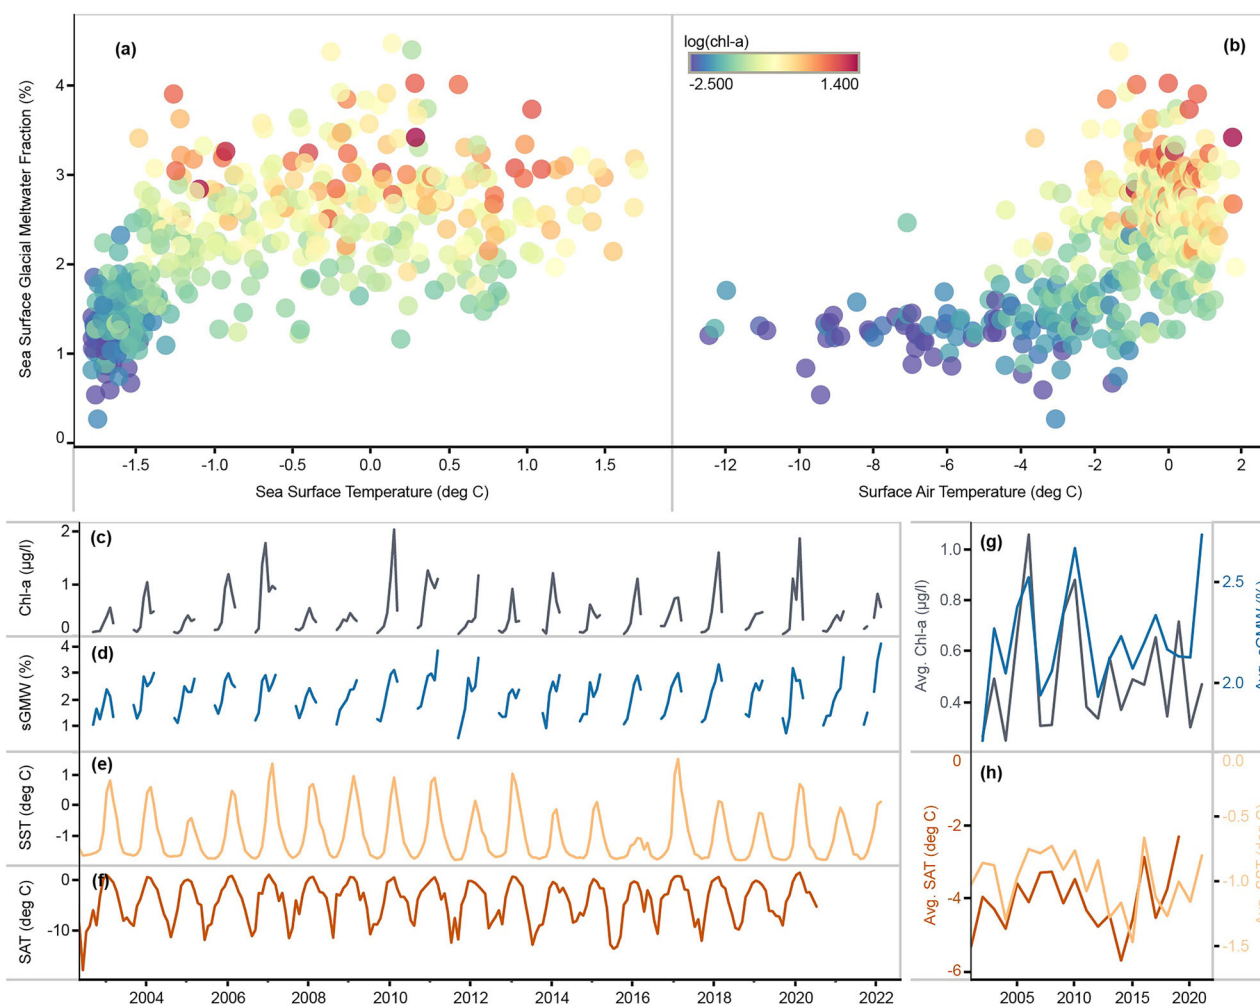 (a)
log(chl-a)
(b)
-2.500 1.400
Sea Surface Glacial Meltwater Fraction (%)
4
3
2
1
0
-1.5 -1.0 -0.5 0.0 0.5 1.0 1.5
Sea Surface Temperature (deg C)
-12 -10 -8 -6 -4 -2 0 2
Surface Air Temperature (deg C)
(c)
Chl-a (µg/l)
2
1
0
(d)
sGMW (%)
4
3
2
1
(e)
SST (deg C)
1
0
-1
(f)
SAT (deg C)
0
-10
2004 2006 2008 2010 2012 2014 2016 2018 2020 2022
(g)
Avg. Chl-a (µg/l)
1.0
0.8
0.6
0.4
2.5
2.0
(h)
Avg. SAT (deg C)
0
-2
-4
-6
0.0
-0.5
-1.0
-1.5
2005 2010 2015 2020